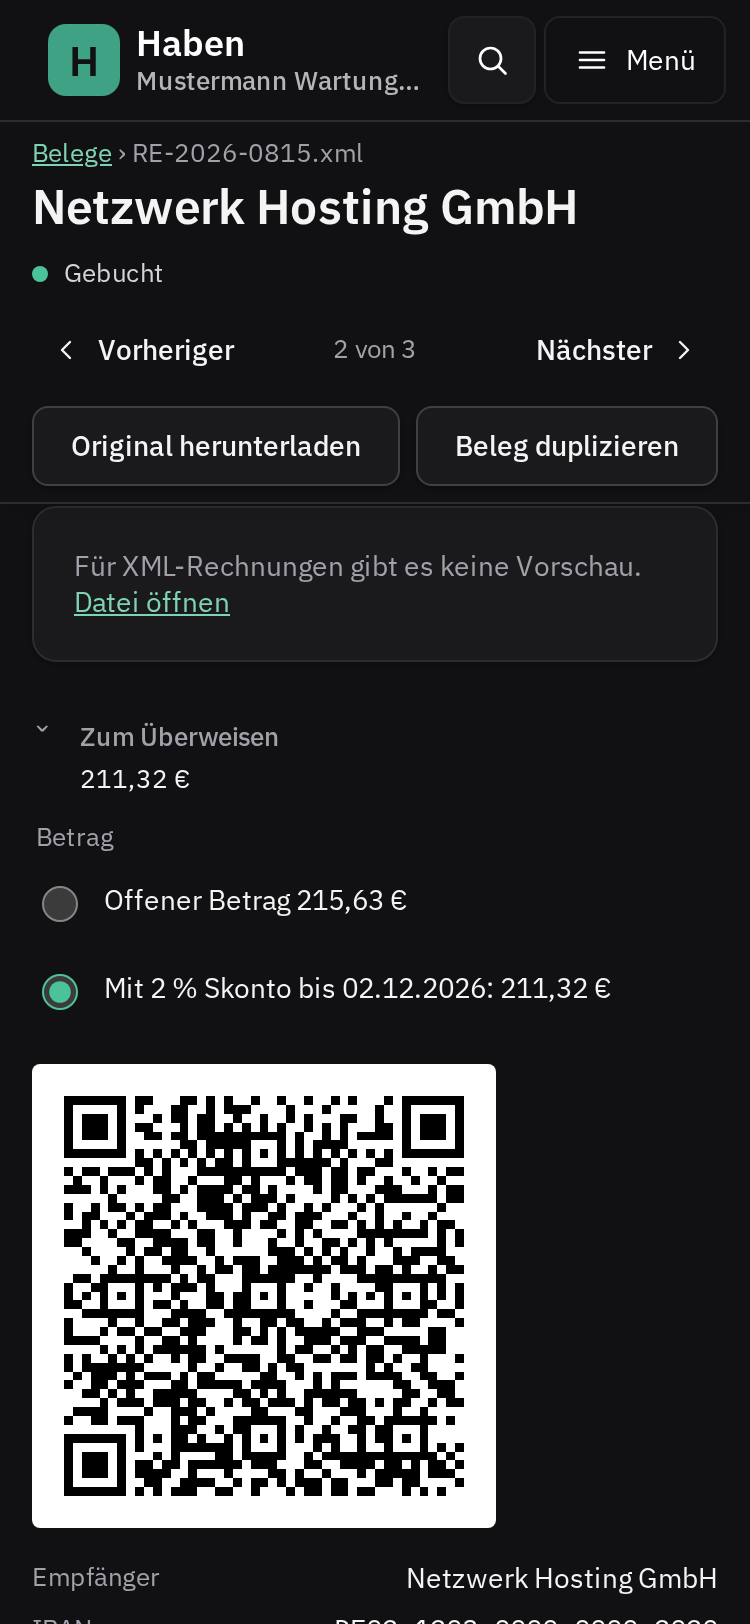 H
Haben
Mustermann Wartung...
Menü
Belege › RE-2026-0815.xml
Netzwerk Hosting GmbH
Gebucht
Vorheriger
2 von 3
Nächster
Original herunterladen
Beleg duplizieren
Für XML-Rechnungen gibt es keine Vorschau.
Datei öffnen
Zum Überweisen
211,32 €
Betrag
Offener Betrag 215,63 €
Mit 2 % Skonto bis 02.12.2026: 211,32 €
Empfänger
Netzwerk Hosting GmbH
IBAN